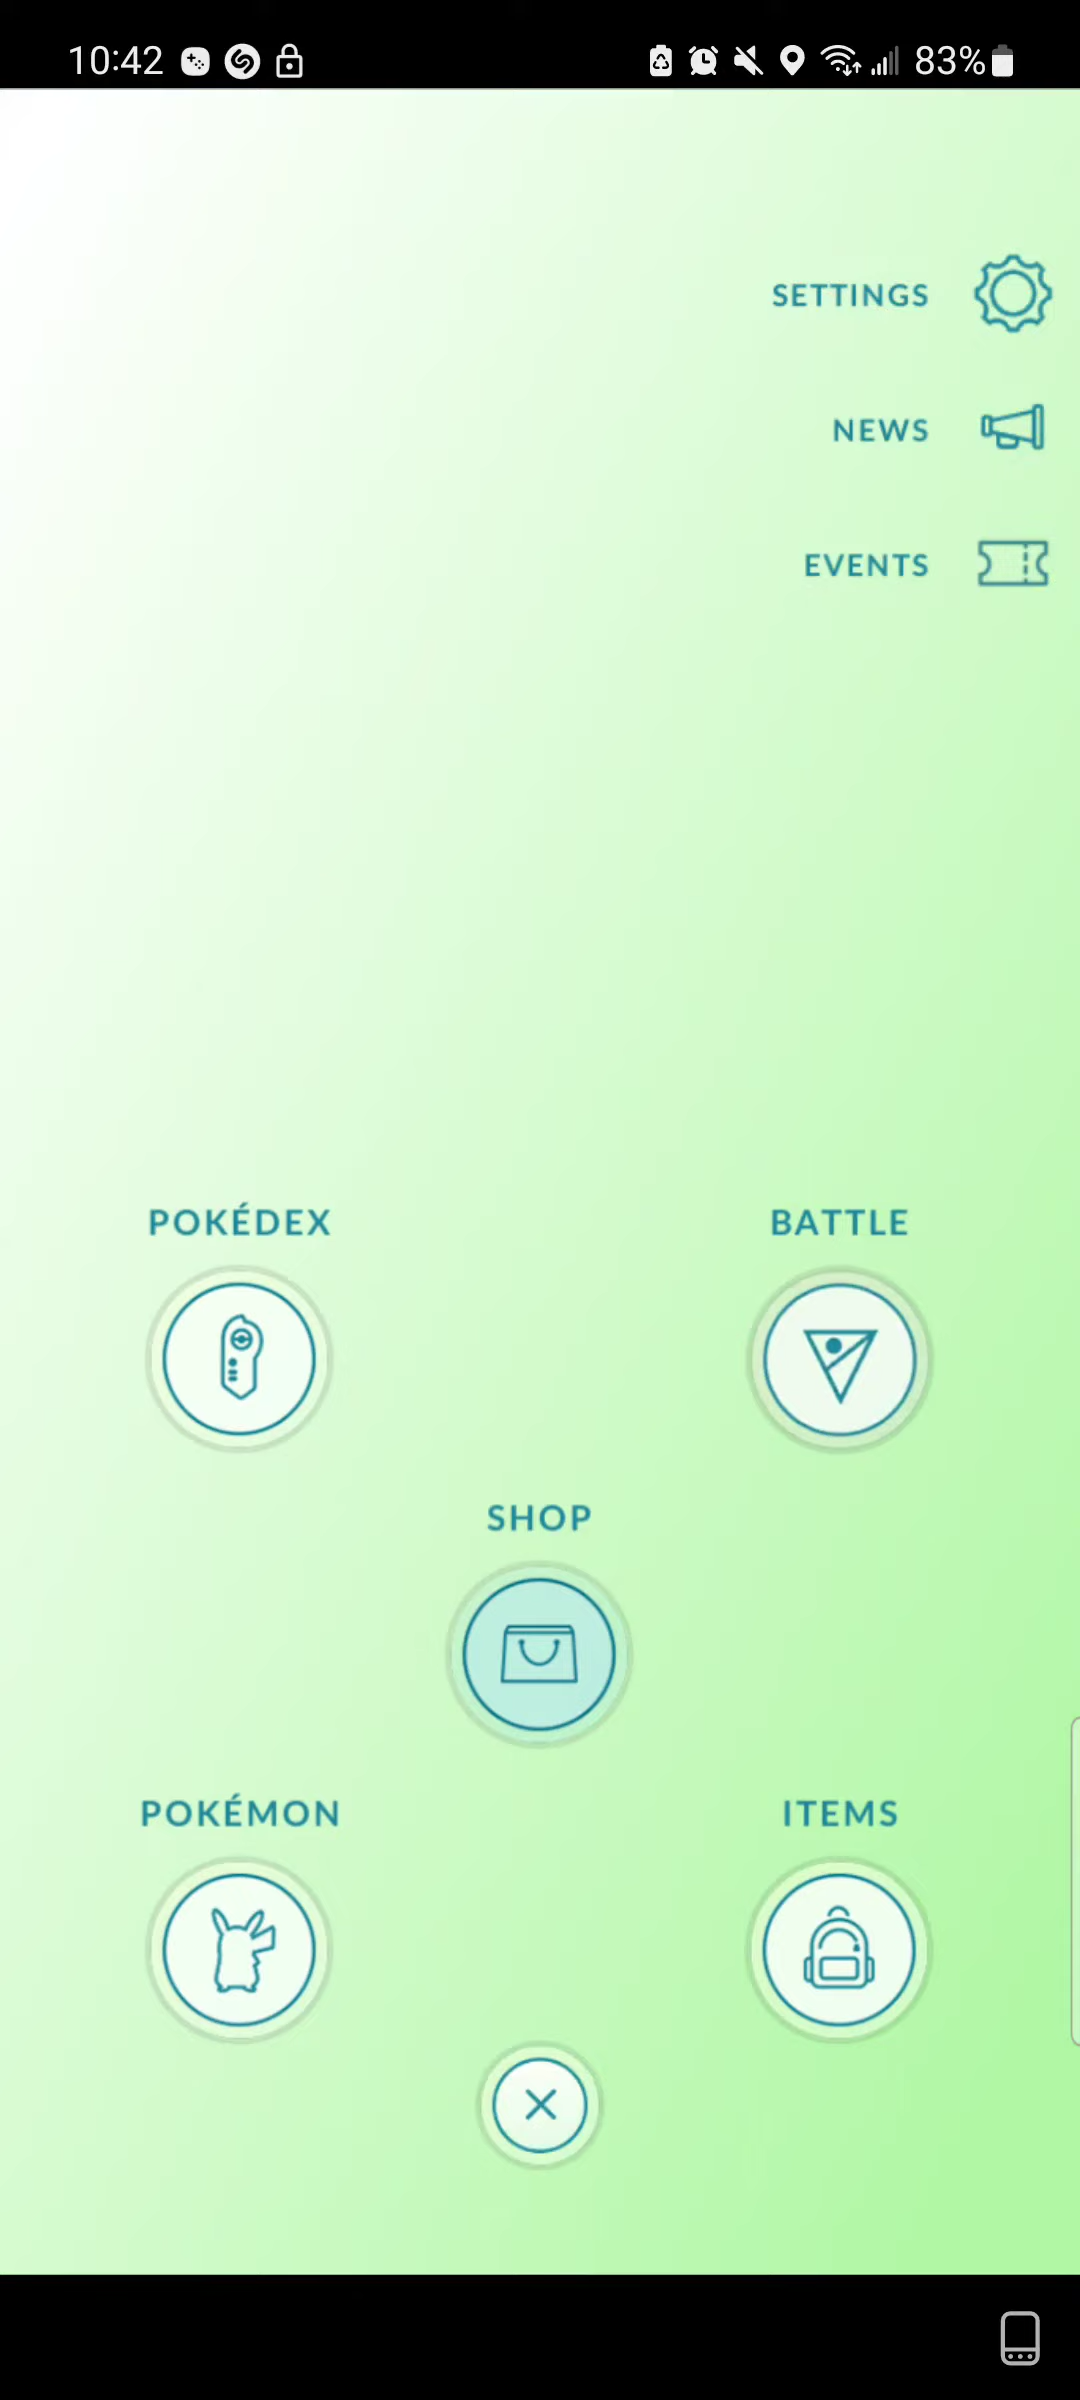 10:42 83%
SETTINGS
NEWS
EVENTS
POKÉDEX BATTLE
SHOP
POKÉMON ITEMS